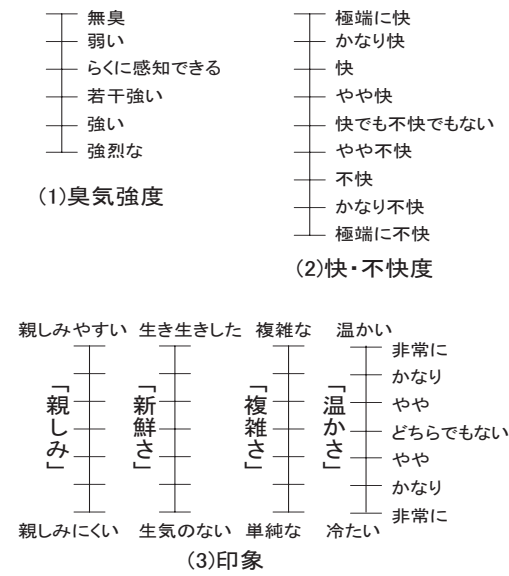 無臭
弱い
らくに感知できる
若干強い
強い
強烈な
(1)臭気強度
極端に快
かなり快
快
やや快
快でも不快でもない
やや不快
不快
かなり不快
極端に不快
(2)快・不快度
親しみやすい 生き生きした 複雑な 温かい
「親しみ」
「新鮮さ」
「複雑さ」
「温かさ」
非常に
かなり
やや
どちらでもない
やや
かなり
非常に
親しみにくい 生気のない 単純な 冷たい
(3)印象